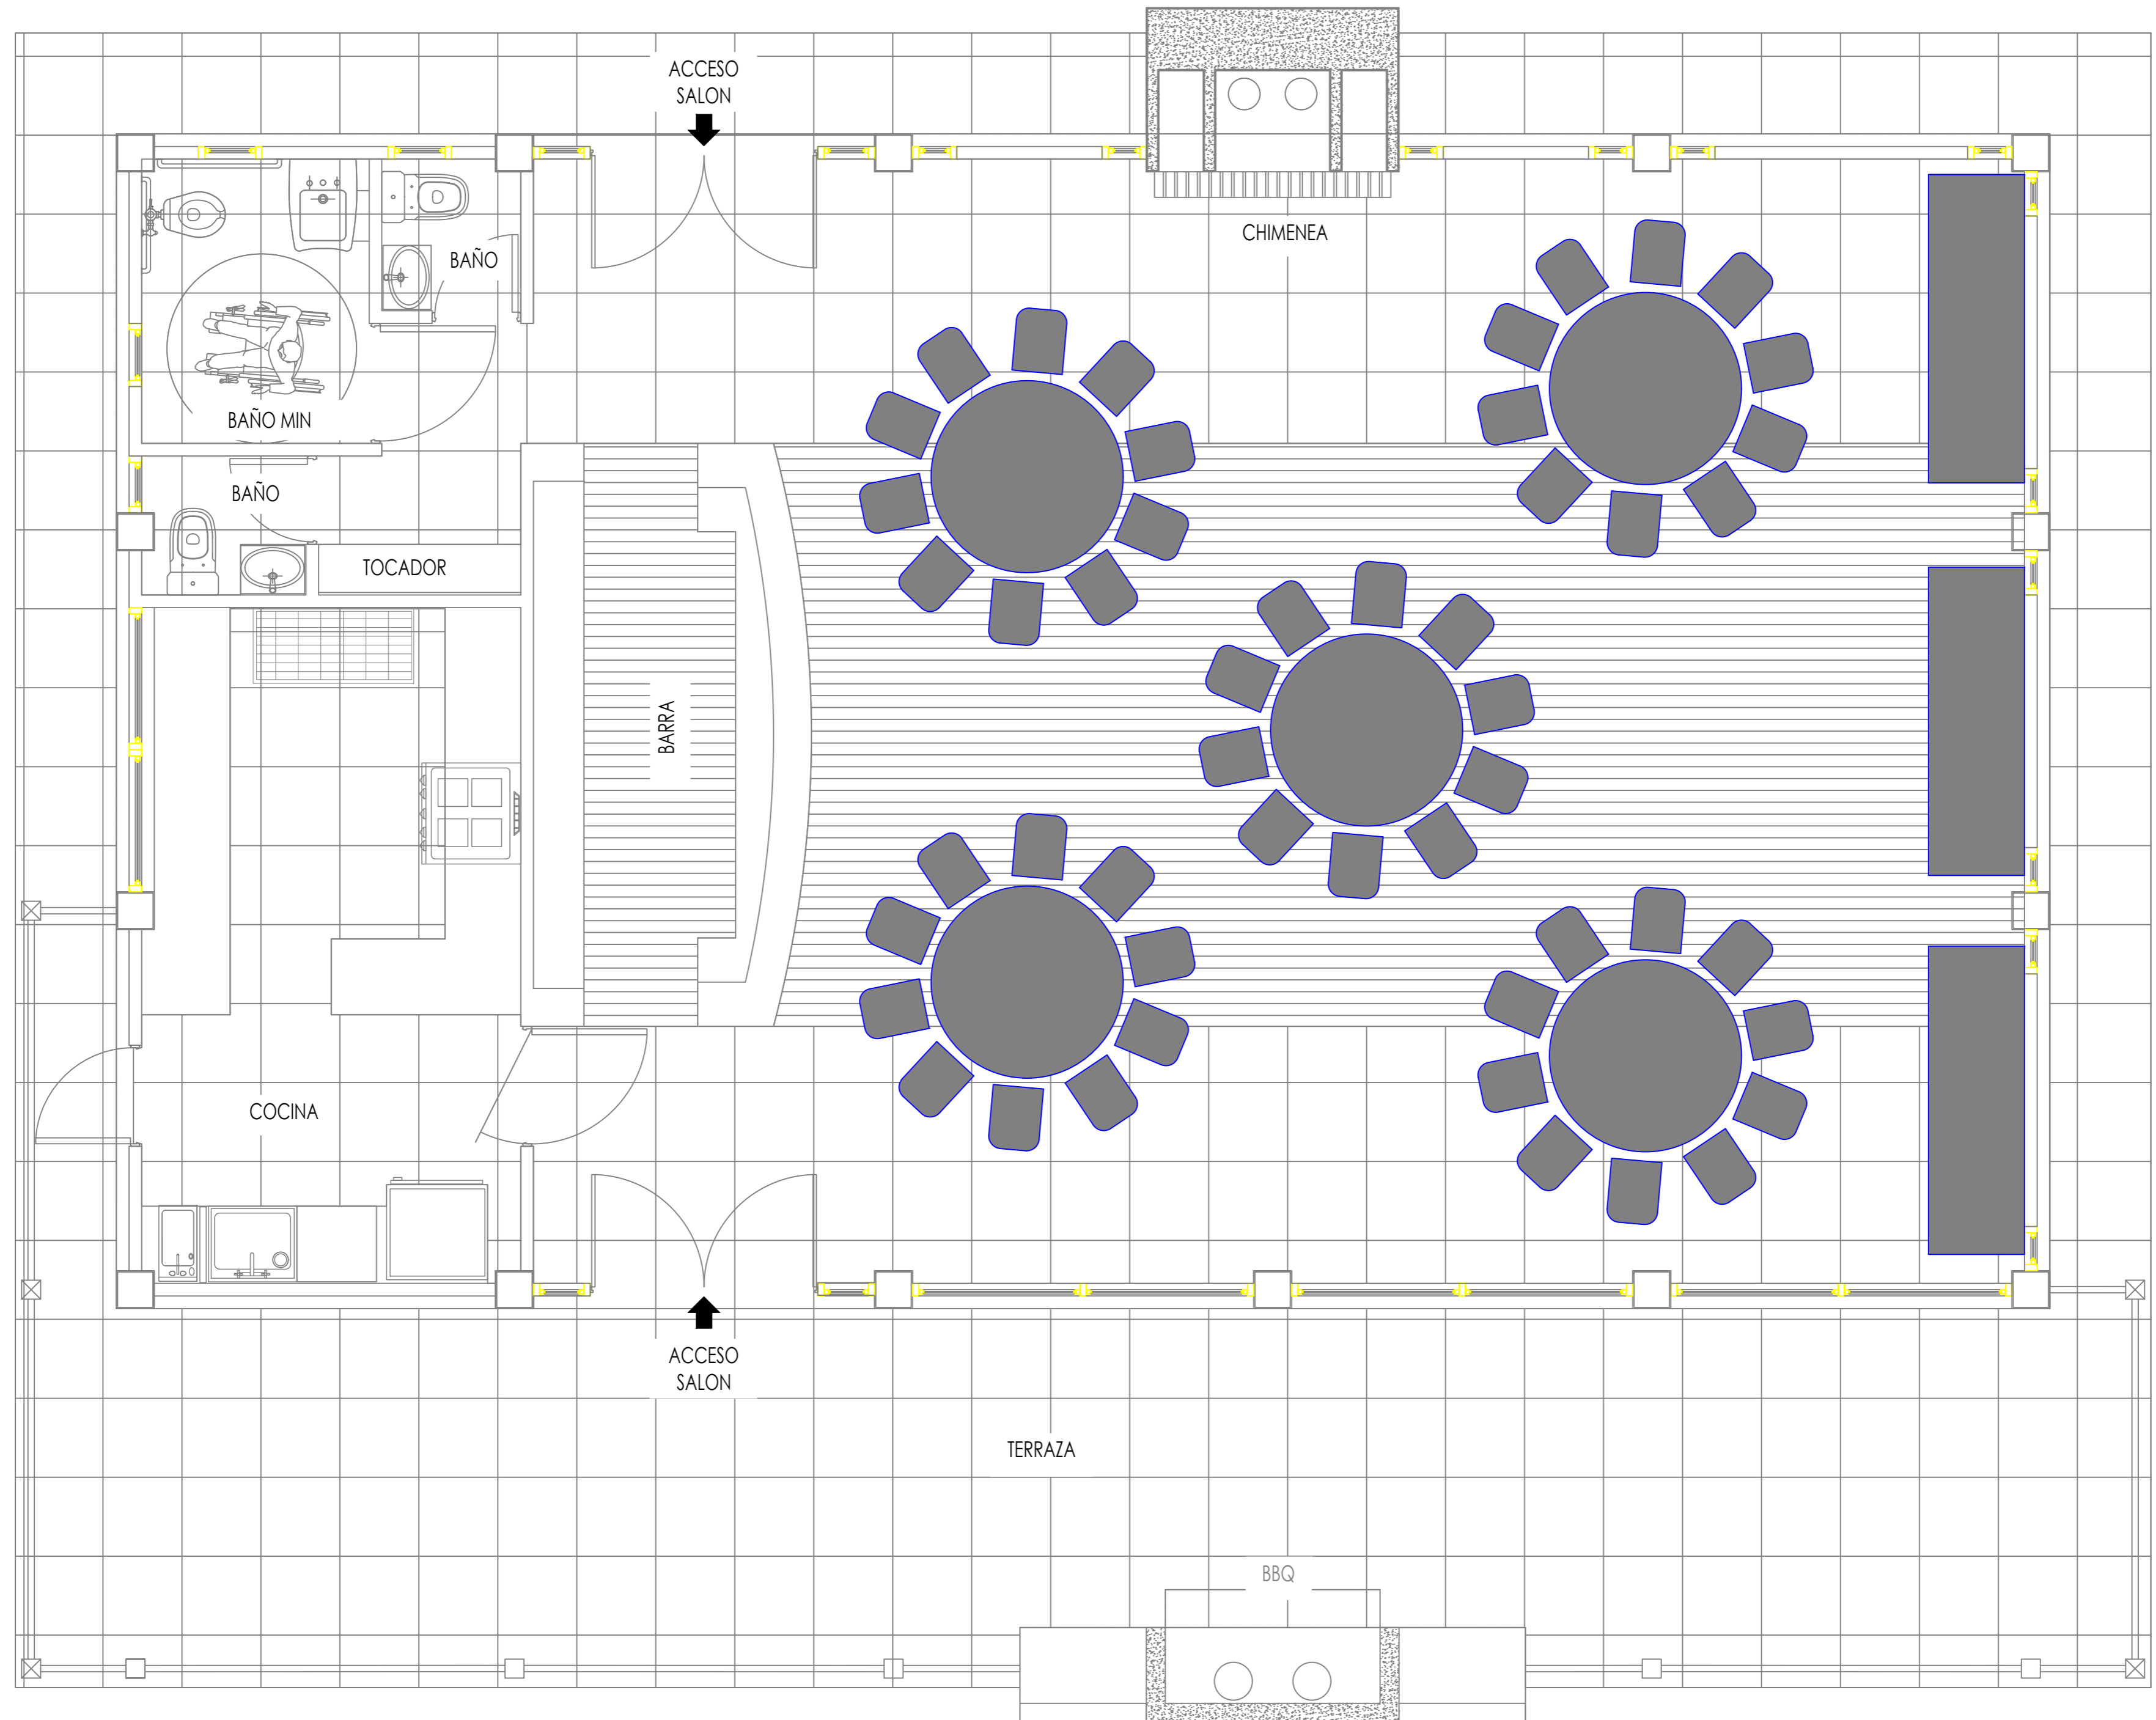 ACCESO
SALON
CHIMENEA
BAÑO
BAÑO MIN
BAÑO
TOCADOR
BARRA
COCINA
ACCESO
SALON
TERRAZA
BBQ